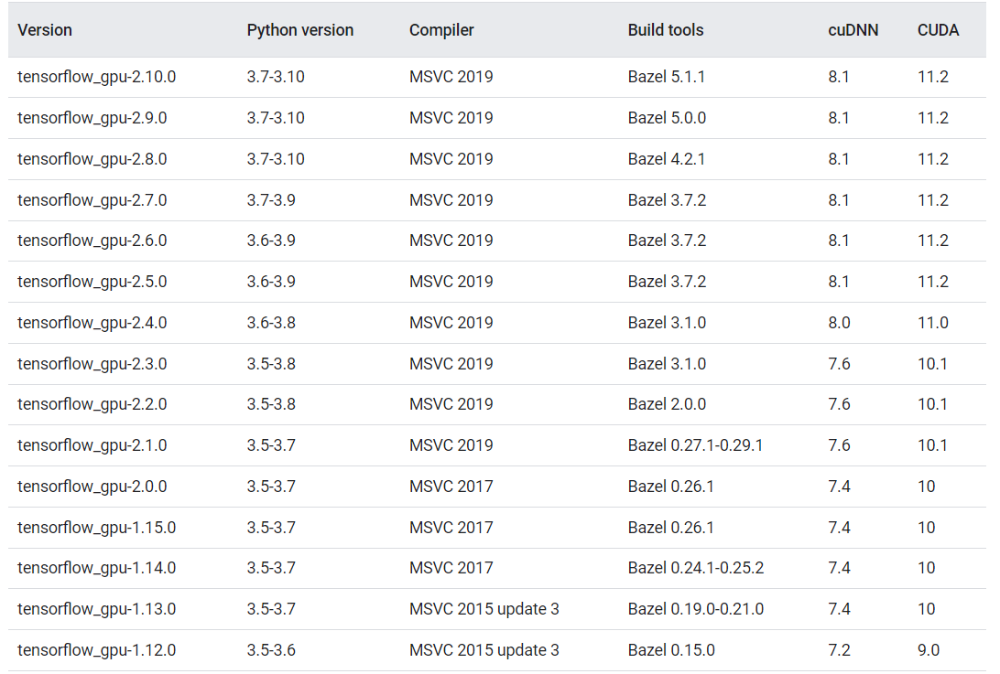 Version Python version Compiler Build tools cuDNN CUDA
tensorflow_gpu-2.10.0 3.7-3.10 MSVC 2019 Bazel 5.1.1 8.1 11.2
tensorflow_gpu-2.9.0 3.7-3.10 MSVC 2019 Bazel 5.0.0 8.1 11.2
tensorflow_gpu-2.8.0 3.7-3.10 MSVC 2019 Bazel 4.2.1 8.1 11.2
tensorflow_gpu-2.7.0 3.7-3.9 MSVC 2019 Bazel 3.7.2 8.1 11.2
tensorflow_gpu-2.6.0 3.6-3.9 MSVC 2019 Bazel 3.7.2 8.1 11.2
tensorflow_gpu-2.5.0 3.6-3.9 MSVC 2019 Bazel 3.7.2 8.1 11.2
tensorflow_gpu-2.4.0 3.6-3.8 MSVC 2019 Bazel 3.1.0 8.0 11.0
tensorflow_gpu-2.3.0 3.5-3.8 MSVC 2019 Bazel 3.1.0 7.6 10.1
tensorflow_gpu-2.2.0 3.5-3.8 MSVC 2019 Bazel 2.0.0 7.6 10.1
tensorflow_gpu-2.1.0 3.5-3.7 MSVC 2019 Bazel 0.27.1-0.29.1 7.6 10.1
tensorflow_gpu-2.0.0 3.5-3.7 MSVC 2017 Bazel 0.26.1 7.4 10
tensorflow_gpu-1.15.0 3.5-3.7 MSVC 2017 Bazel 0.26.1 7.4 10
tensorflow_gpu-1.14.0 3.5-3.7 MSVC 2017 Bazel 0.24.1-0.25.2 7.4 10
tensorflow_gpu-1.13.0 3.5-3.7 MSVC 2015 update 3 Bazel 0.19.0-0.21.0 7.4 10
tensorflow_gpu-1.12.0 3.5-3.6 MSVC 2015 update 3 Bazel 0.15.0 7.2 9.0